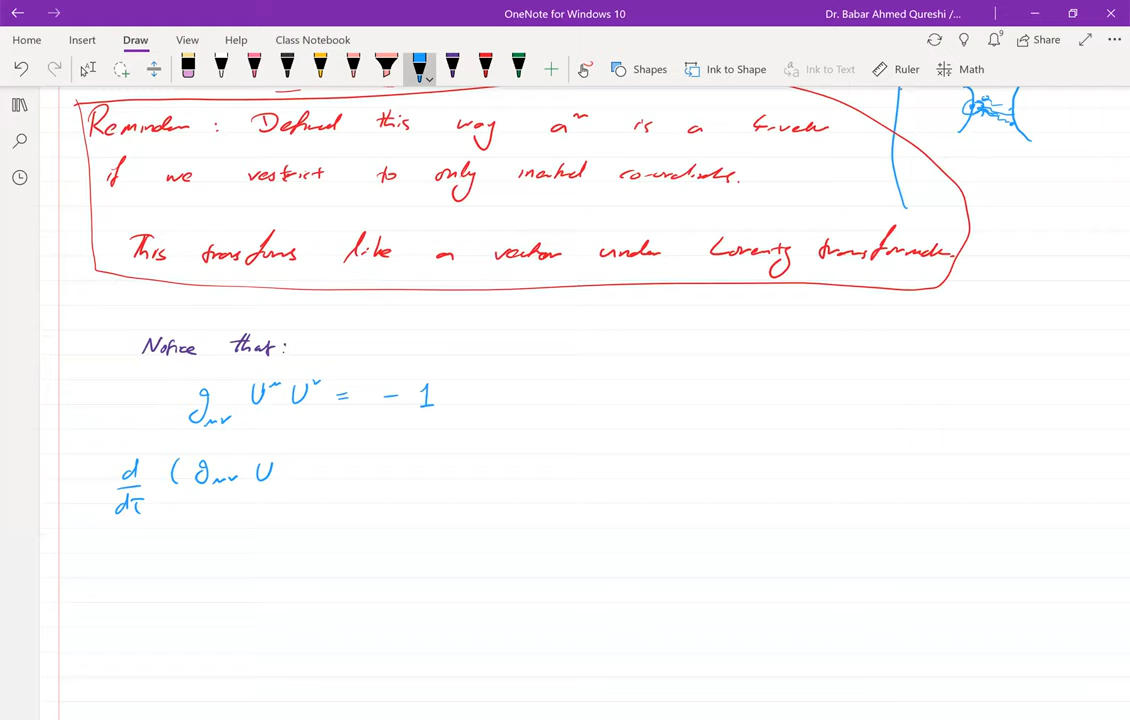 OneNote for Windows 10
Dr. Babar Ahmed Qureshi /...
Home Insert Draw View Help Class Notebook Share
Shapes Ink to Shape Ink to Text Ruler Math
Reminder : Defined this way a^μ is a 4-vector
if we restrict to only inertial co-ordinates.
This transforms like a vector under Lorentz transformation.
Notice that:
g_μν U^μ U^ν = - 1
d/dτ ( g_μν U